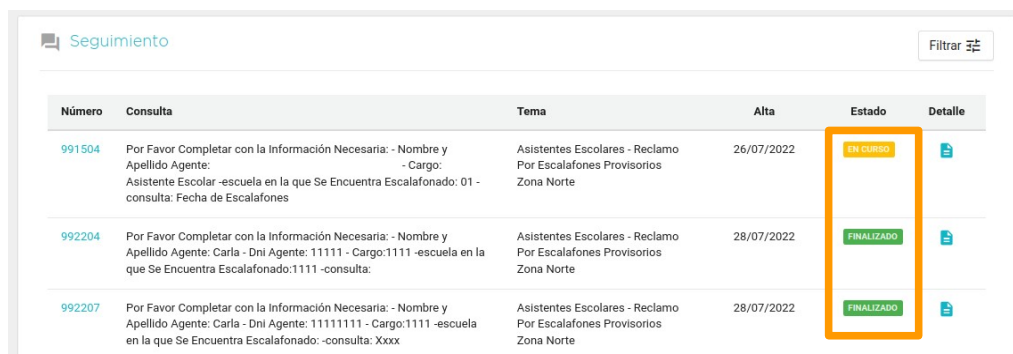 Seguimiento
Filtrar
Número Consulta Tema Alta Estado Detalle
991504 Por Favor Completar con la Información Necesaria: - Nombre y Asistentes Escolares - Reclamo 26/07/2022 EN CURSO
Apellido Agente: - Cargo: Por Escalafones Provisorios
Asistente Escolar -escuela en la que Se Encuentra Escalafonado: 01 - Zona Norte
consulta: Fecha de Escalafones
992204 Por Favor Completar con la Información Necesaria: - Nombre y Asistentes Escolares - Reclamo 28/07/2022 FINALIZADO
Apellido Agente: Carla - Dni Agente: 11111 - Cargo:1111 -escuela en la Por Escalafones Provisorios
que Se Encuentra Escalafonado:1111 -consulta: Zona Norte
992207 Por Favor Completar con la Información Necesaria: - Nombre y Asistentes Escolares - Reclamo 28/07/2022 FINALIZADO
Apellido Agente: Carla - Dni Agente: 11111111 - Cargo:1111 -escuela Por Escalafones Provisorios
en la que Se Encuentra Escalafonado: -consulta: Xxxx Zona Norte